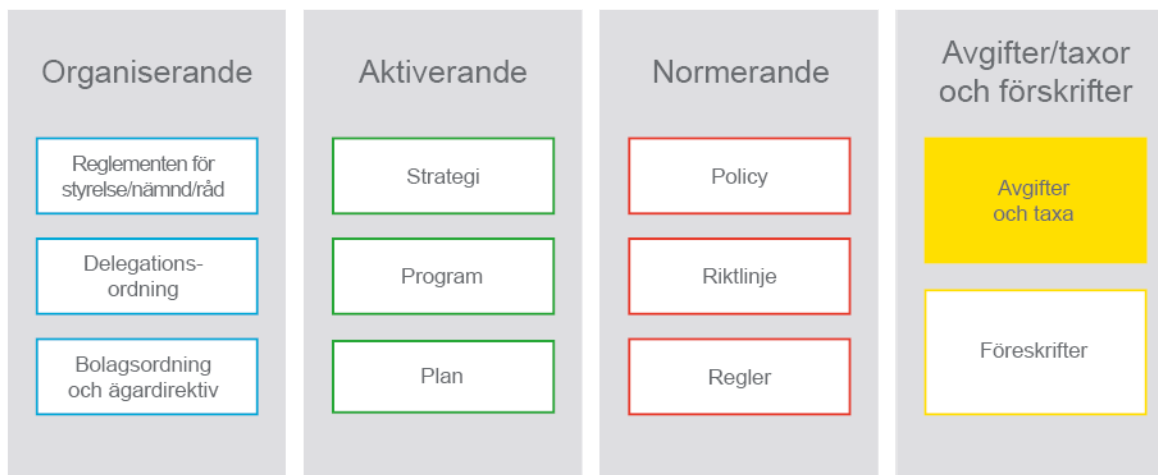 Organiserande
Reglementen för
styrelse/nämnd/råd
Delegations-
ordning
Bolagsordning
och ägardirektiv
Aktiverande
Strategi
Program
Plan
Normerande
Policy
Riktlinje
Regler
Avgifter/taxor
och förskrifter
Avgifter
och taxa
Föreskrifter